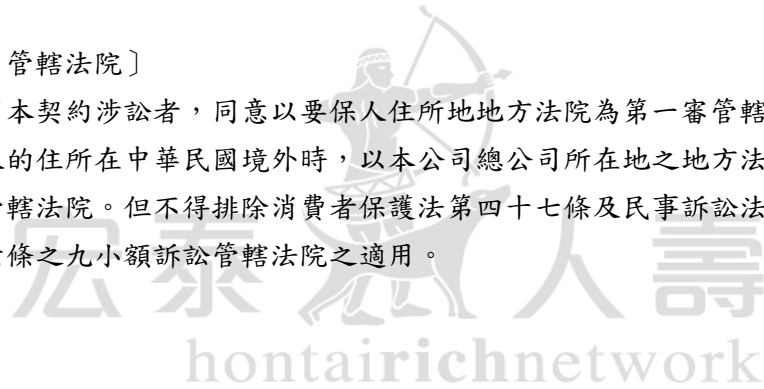 管轄法院〕
本契約涉訟者，同意以要保人住所地地方法院為第一審管轄
的住所在中華民國境外時，以本公司總公司所在地之地方法
轄法院。但不得排除消費者保護法第四十七條及民事訴訟法
條之九小額訴訟管轄法院之適用。
宏泰人壽
hontairichnetwork